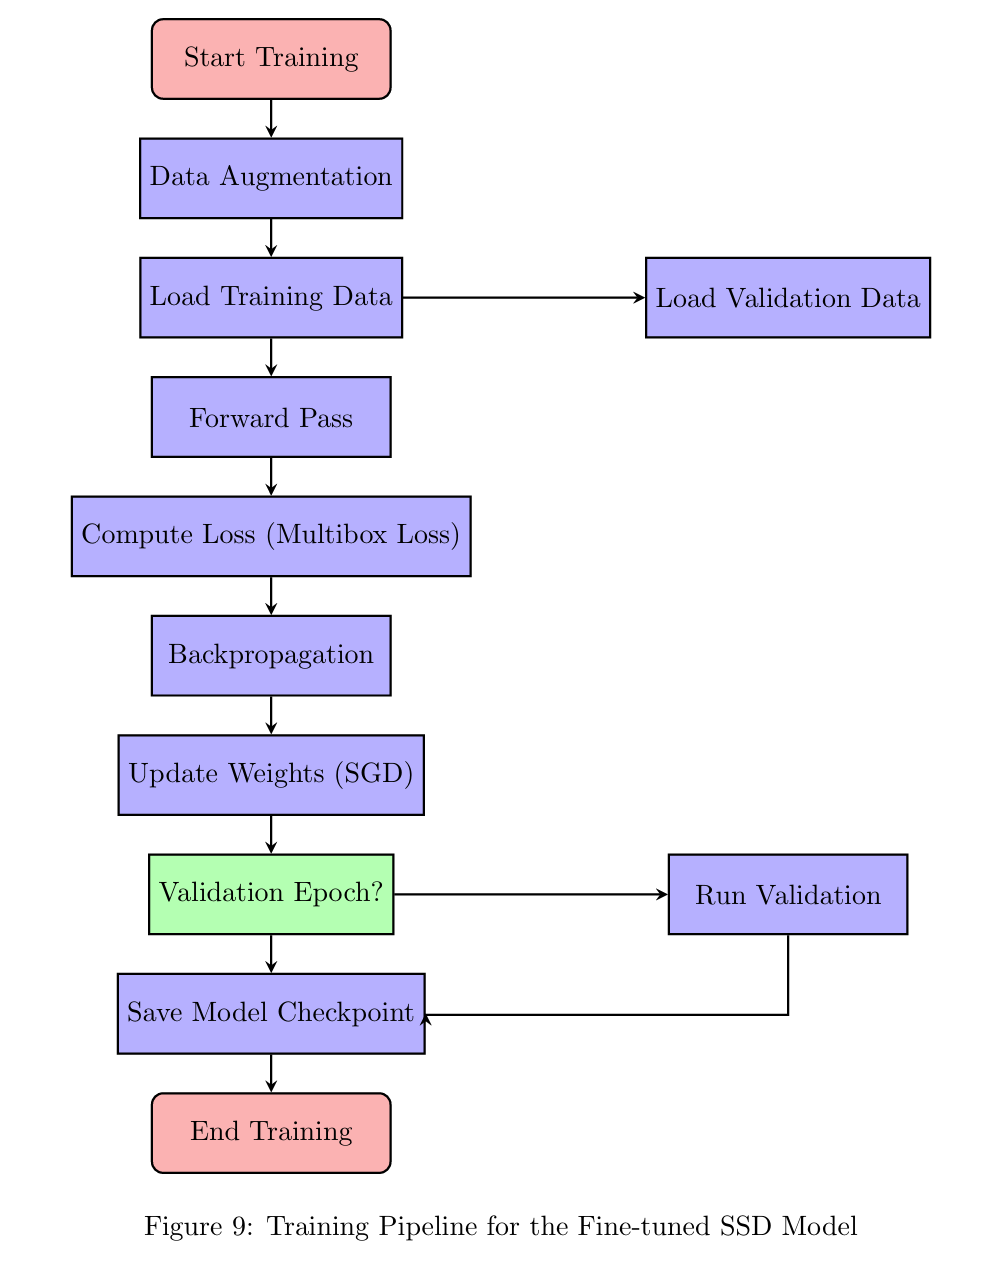 Start Training
Data Augmentation
Load Training Data
Load Validation Data
Forward Pass
Compute Loss (Multibox Loss)
Backpropagation
Update Weights (SGD)
Validation Epoch?
Run Validation
Save Model Checkpoint
End Training
Figure 9: Training Pipeline for the Fine-tuned SSD Model